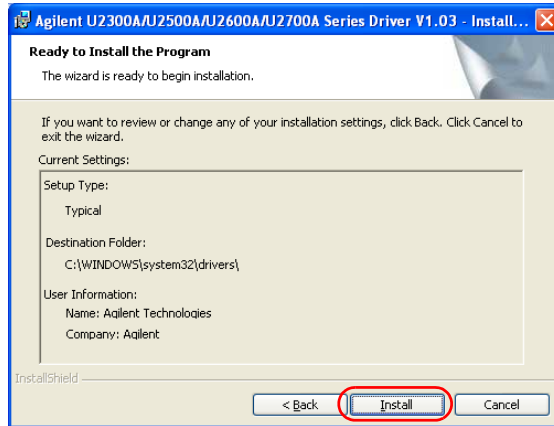 Agilent U2300A/U2500A/U2600A/U2700A Series Driver V1.03 - Install...
Ready to Install the Program
The wizard is ready to begin installation.
If you want to review or change any of your installation settings, click Back. Click Cancel to
exit the wizard.
Current Settings:
Setup Type:
Typical
Destination Folder:
C:\WINDOWS\system32\drivers\
User Information:
Name: Agilent Technologies
Company: Agilent
InstallShield
< Back
Install
Cancel